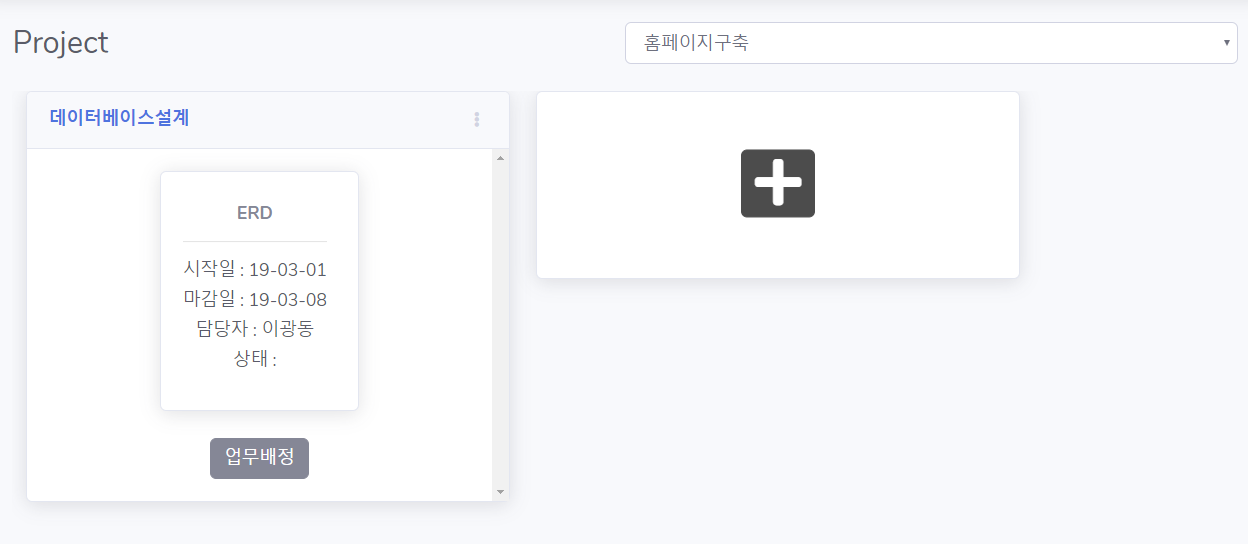 Project
홈페이지구축
데이터베이스설계
ERD
시작일 : 19-03-01
마감일 : 19-03-08
담당자 : 이광동
상태 :
업무배정